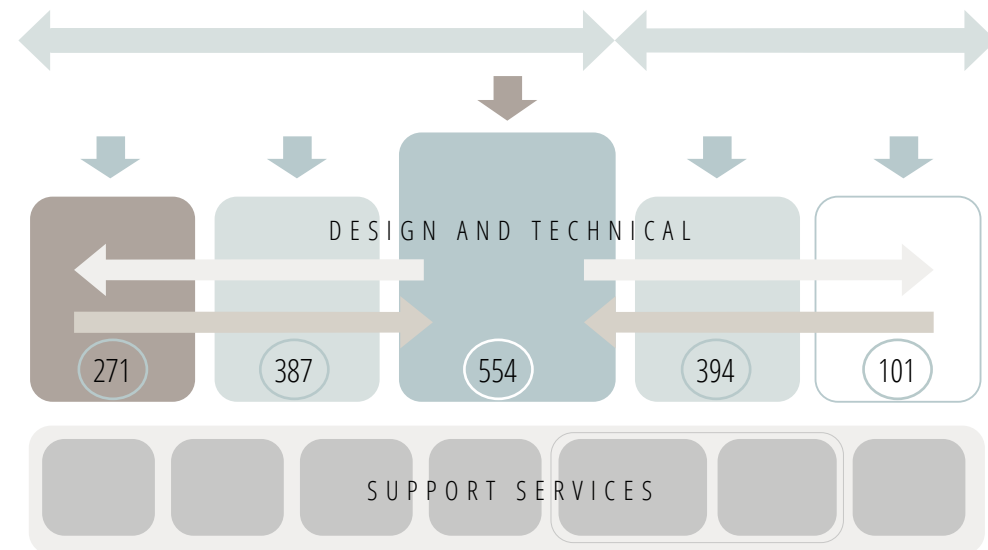 DESIGN AND TECHNICAL
271
387
554
394
101
SUPPORT SERVICES